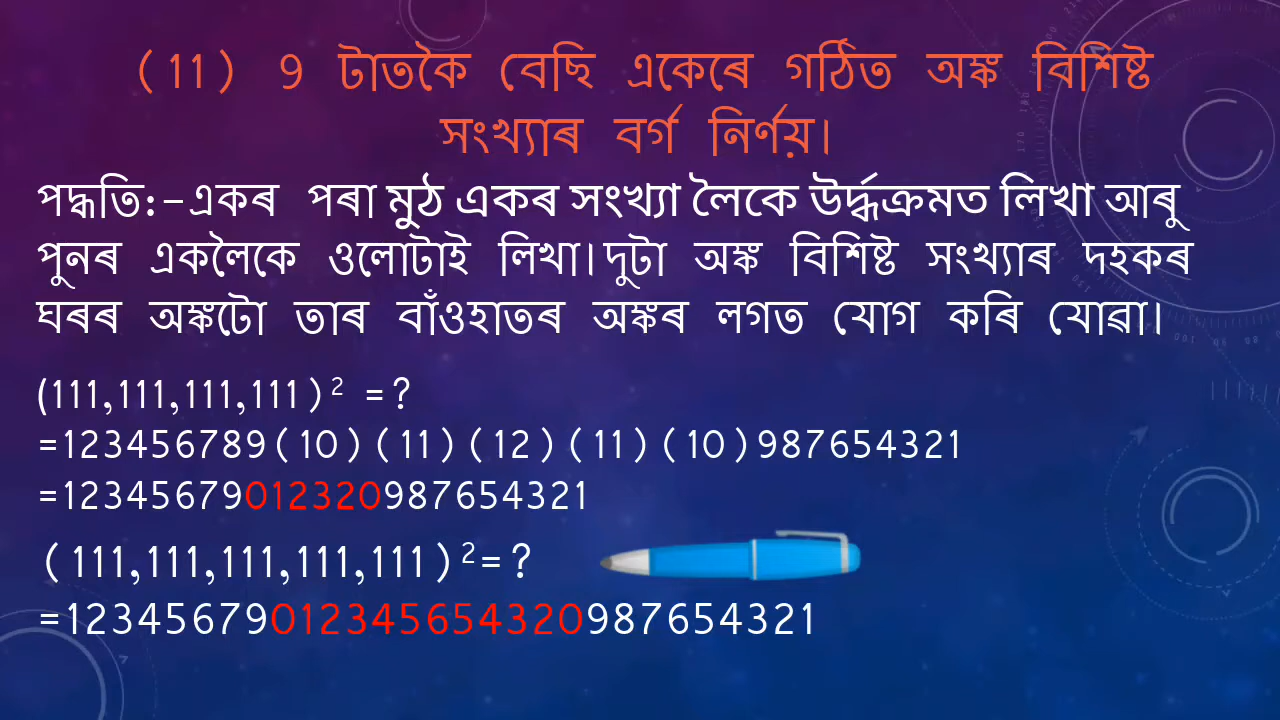 (11) 9 টাতকৈ বেছি একেৰে গঠিত অঙ্ক বিশিষ্ট
সংখ্যাৰ বৰ্গ নিৰ্ণয়।
পদ্ধতি:-একৰ পৰা মুঠ একৰ সংখ্যা লৈকে উৰ্দ্ধক্ৰমত লিখা আৰু
পুনৰ একলৈকে ওলোটাই লিখা।দুটা অঙ্ক বিশিষ্ট সংখ্যাৰ দহকৰ
ঘৰৰ অঙ্কটো তাৰ বাঁওহাতৰ অঙ্কৰ লগত যোগ কৰি যোৱা।
(111,111,111,111)² =?
=123456789(10)(11)(12)(11)(10)987654321
=12345679012320987654321
(111,111,111,111,111)²=?
=12345679012345654320987654321